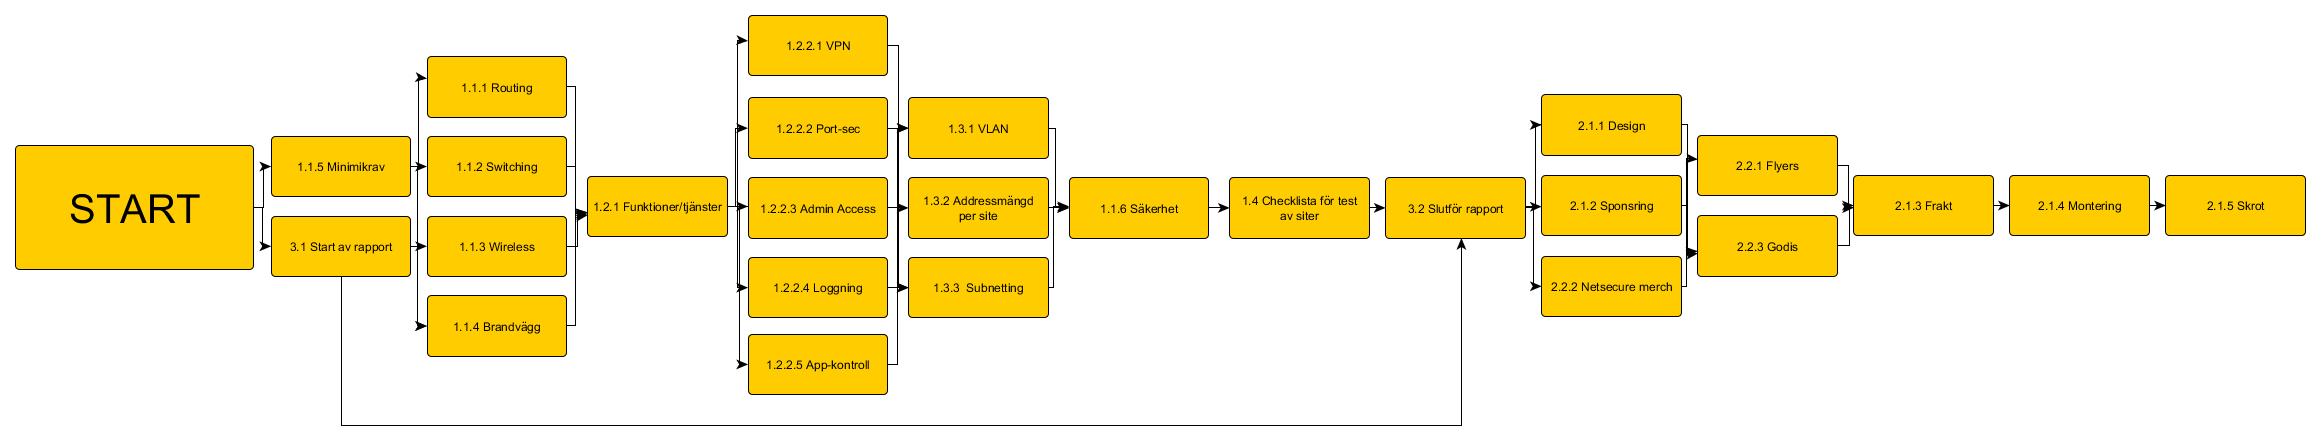 START
1.1.5 Minimikrav
3.1 Start av rapport
1.1.1 Routing
1.1.2 Switching
1.1.3 Wireless
1.1.4 Brandvägg
1.2.1 Funktioner/tjänster
1.2.2.1 VPN
1.2.2.2 Port-sec
1.2.2.3 Admin Access
1.2.2.4 Loggning
1.2.2.5 App-kontroll
1.3.1 VLAN
1.3.2 Addressmängd
per site
1.3.3 Subnetting
1.1.6 Säkerhet
1.4 Checklista för test
av siter
3.2 Slutför rapport
2.1.1 Design
2.1.2 Sponsring
2.2.2 Netsecure merch
2.2.1 Flyers
2.2.3 Godis
2.1.3 Frakt
2.1.4 Montering
2.1.5 Skrot